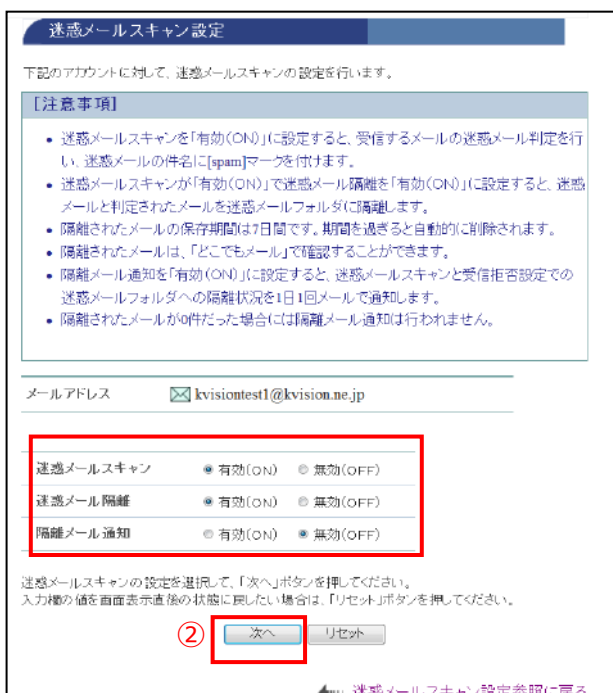 迷惑メールスキャン設定
下記のアカウントに対して、迷惑メールスキャンの設定を行います。
[注意事項]
• 迷惑メールスキャンを「有効(ON)」に設定すると、受信するメールの迷惑メール判定を行
い、迷惑メールの件名に[spam]マークを付けます。
• 迷惑メールスキャンが「有効(ON)」で迷惑メール隔離を「有効(ON)」に設定すると、迷惑
メールと判定されたメールを迷惑メールフォルダに隔離します。
• 隔離されたメールの保存期間は7日間です。期間を過ぎると自動的に削除されます。
• 隔離されたメールは、「どこでもメール」で確認することができます。
• 隔離メール通知を「有効(ON)」に設定すると、迷惑メールスキャンと受信拒否設定での
迷惑メールフォルダへの隔離状況を1日1回メールで通知します。
• 隔離されたメールが0件だった場合には隔離メール通知は行われません。
メールアドレス kvisiontest1@kvision.ne.jp
迷惑メールスキャン 有効(ON) 無効(OFF)
迷惑メール隔離 有効(ON) 無効(OFF)
隔離メール通知 有効(ON) 無効(OFF)
迷惑メールスキャンの設定を選択して、「次へ」ボタンを押してください。
入力欄の値を画面表示直後の状態に戻したい場合は、「リセット」ボタンを押してください。
② 次へ リセット
迷惑メールスキャン設定参照に戻る